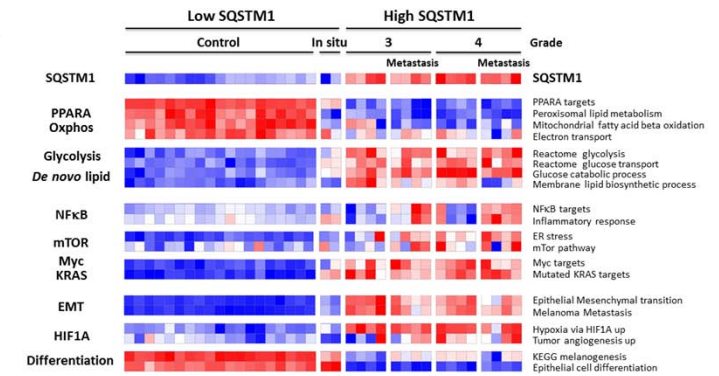 Low SQSTM1 High SQSTM1
Control In situ 3 4 Grade
Metastasis Metastasis
SQSTM1 SQSTM1
PPARA PPARA targets
Peroxisomal lipid metabolism
Oxphos Mitochondrial fatty acid beta oxidation
Electron transport
Glycolysis Reactome glycolysis
Reactome glucose transport
De novo lipid Glucose catabolic process
Membrane lipid biosynthetic process
NFκB NFκB targets
Inflammatory response
mTOR ER stress
mTor pathway
Myc Myc targets
KRAS Mutated KRAS targets
EMT Epithelial Mesenchymal transition
Melanoma Metastasis
HIF1A Hypoxia via HIF1A up
Tumor angiogenesis up
Differentiation KEGG melanogenesis
Epithelial cell differentiation